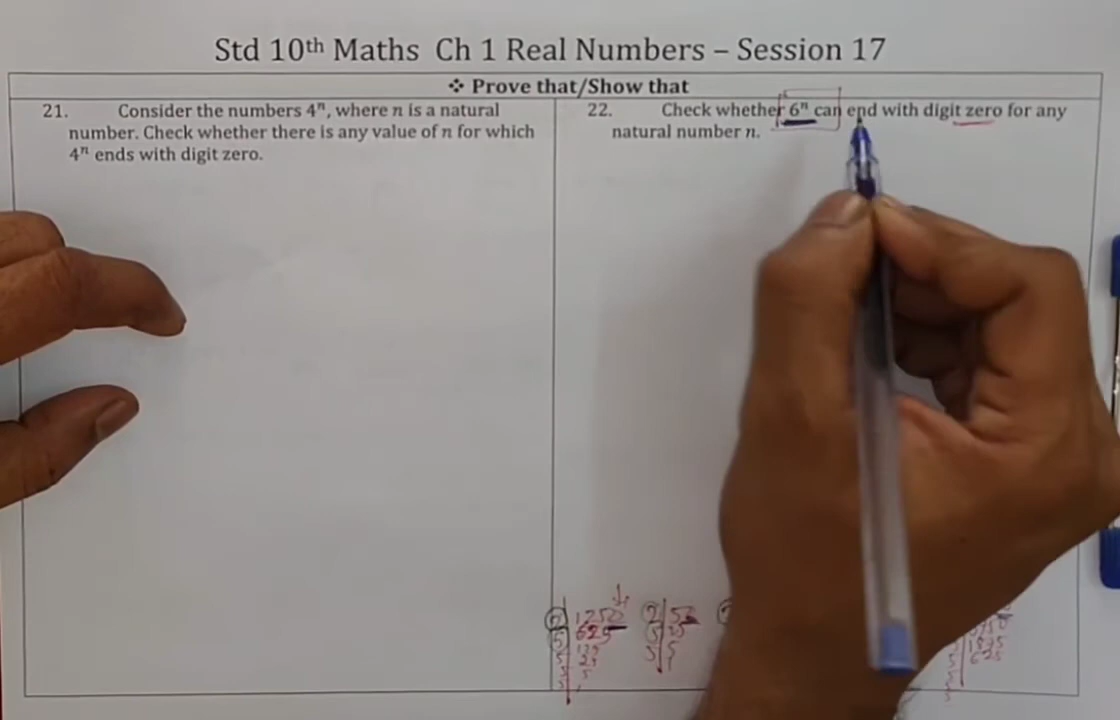 Std 10th Maths Ch 1 Real Numbers – Session 17
❖ Prove that/Show that
21. Consider the numbers 4ⁿ, where n is a natural
number. Check whether there is any value of n for which
4ⁿ ends with digit zero.
22. Check whether 6ⁿ can end with digit zero for any
natural number n.
1250
625